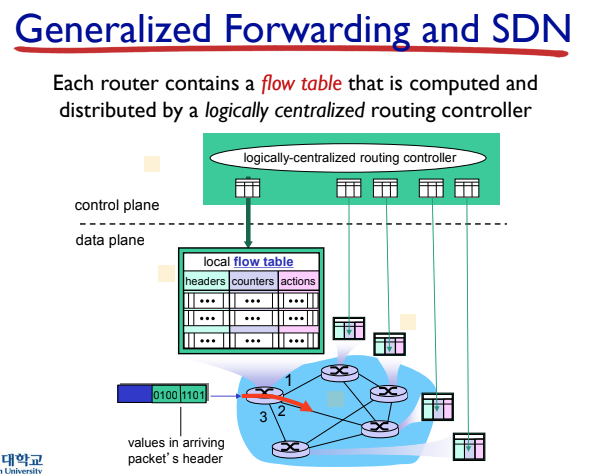 Generalized Forwarding and SDN
Each router contains a flow table that is computed and
distributed by a logically centralized routing controller
logically-centralized routing controller
control plane
data plane
local flow table
headers counters actions
1
0100 1101
2
3
values in arriving
packet's header
대학교
University